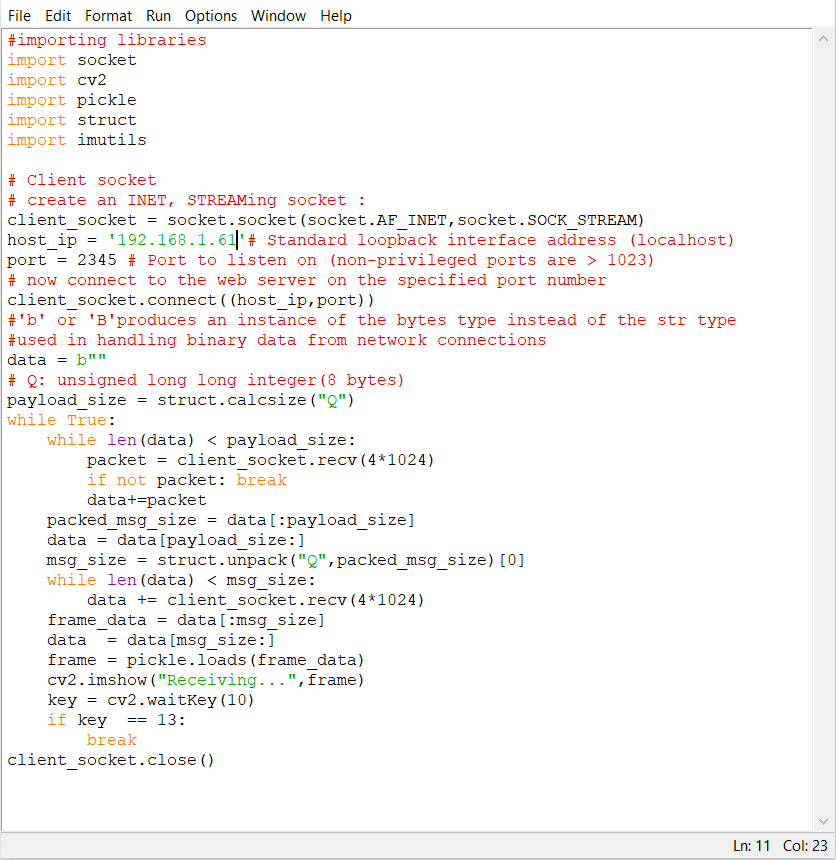 File Edit Format Run Options Window Help
#importing libraries
import socket
import cv2
import pickle
import struct
import imutils

# Client socket
# create an INET, STREAMing socket :
client_socket = socket.socket(socket.AF_INET,socket.SOCK_STREAM)
host_ip = '192.168.1.61'# Standard loopback interface address (localhost)
port = 2345 # Port to listen on (non-privileged ports are > 1023)
# now connect to the web server on the specified port number
client_socket.connect((host_ip,port))
#'b' or 'B'produces an instance of the bytes type instead of the str type
#used in handling binary data from network connections
data = b""
# Q: unsigned long long integer(8 bytes)
payload_size = struct.calcsize("Q")
while True:
    while len(data) < payload_size:
        packet = client_socket.recv(4*1024)
        if not packet: break
        data+=packet
    packed_msg_size = data[:payload_size]
    data = data[payload_size:]
    msg_size = struct.unpack("Q",packed_msg_size)[0]
    while len(data) < msg_size:
        data += client_socket.recv(4*1024)
    frame_data = data[:msg_size]
    data  = data[msg_size:]
    frame = pickle.loads(frame_data)
    cv2.imshow("Receiving...",frame)
    key = cv2.waitKey(10)
    if key  == 13:
        break
client_socket.close()
Ln: 11 Col: 23